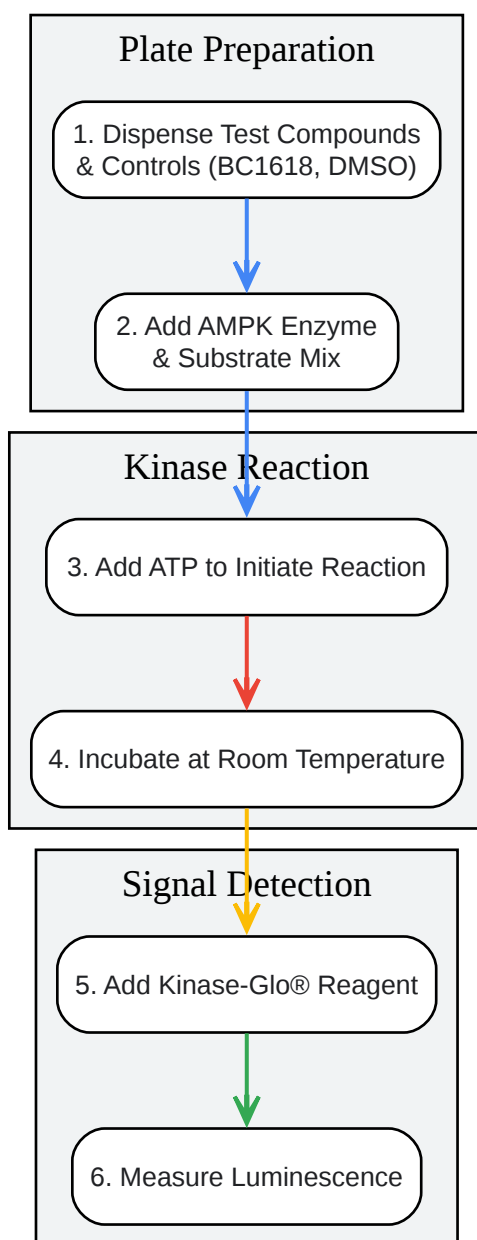 Plate Preparation
1. Dispense Test Compounds
& Controls (BC1618, DMSO)
2. Add AMPK Enzyme
& Substrate Mix
Kinase Reaction
3. Add ATP to Initiate Reaction
4. Incubate at Room Temperature
Signal Detection
5. Add Kinase-Glo® Reagent
6. Measure Luminescence